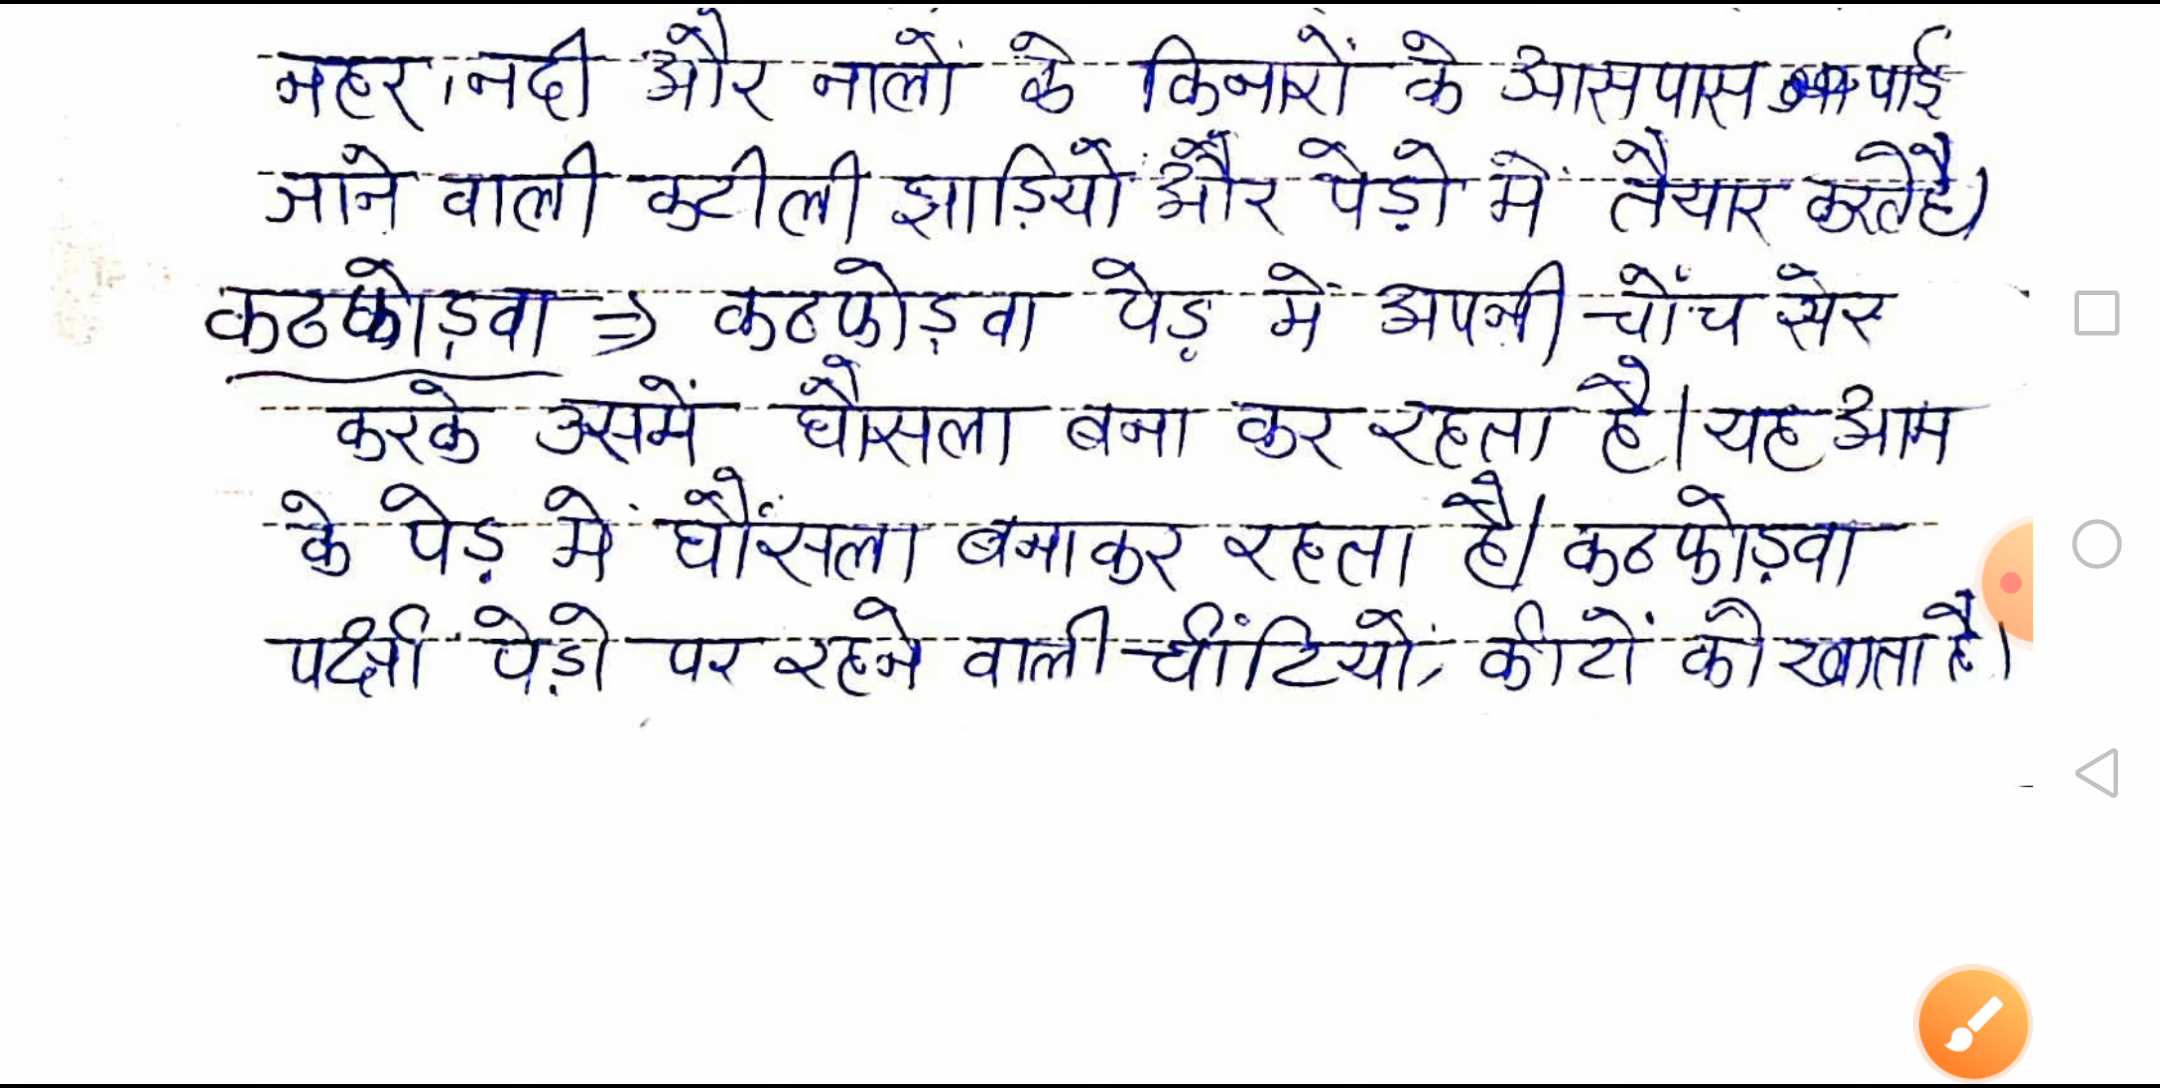 नहर, नदी और नालों के किनारों के आसपास पाई
जाने वाली कटीली झाड़ियों और पेड़ो में तैयार करते है।
कठफोड़वा ⇒ कठफोड़वा पेड़ में अपनी चोंच सेर
करके उसमें घौसला बना कर रहता है। यह आम
के पेड़ में घौंसला बनाकर रहता है। कठफोड़वा
पक्षी पेड़ो पर रहने वाली चींटियों, कीटों को खाता है।